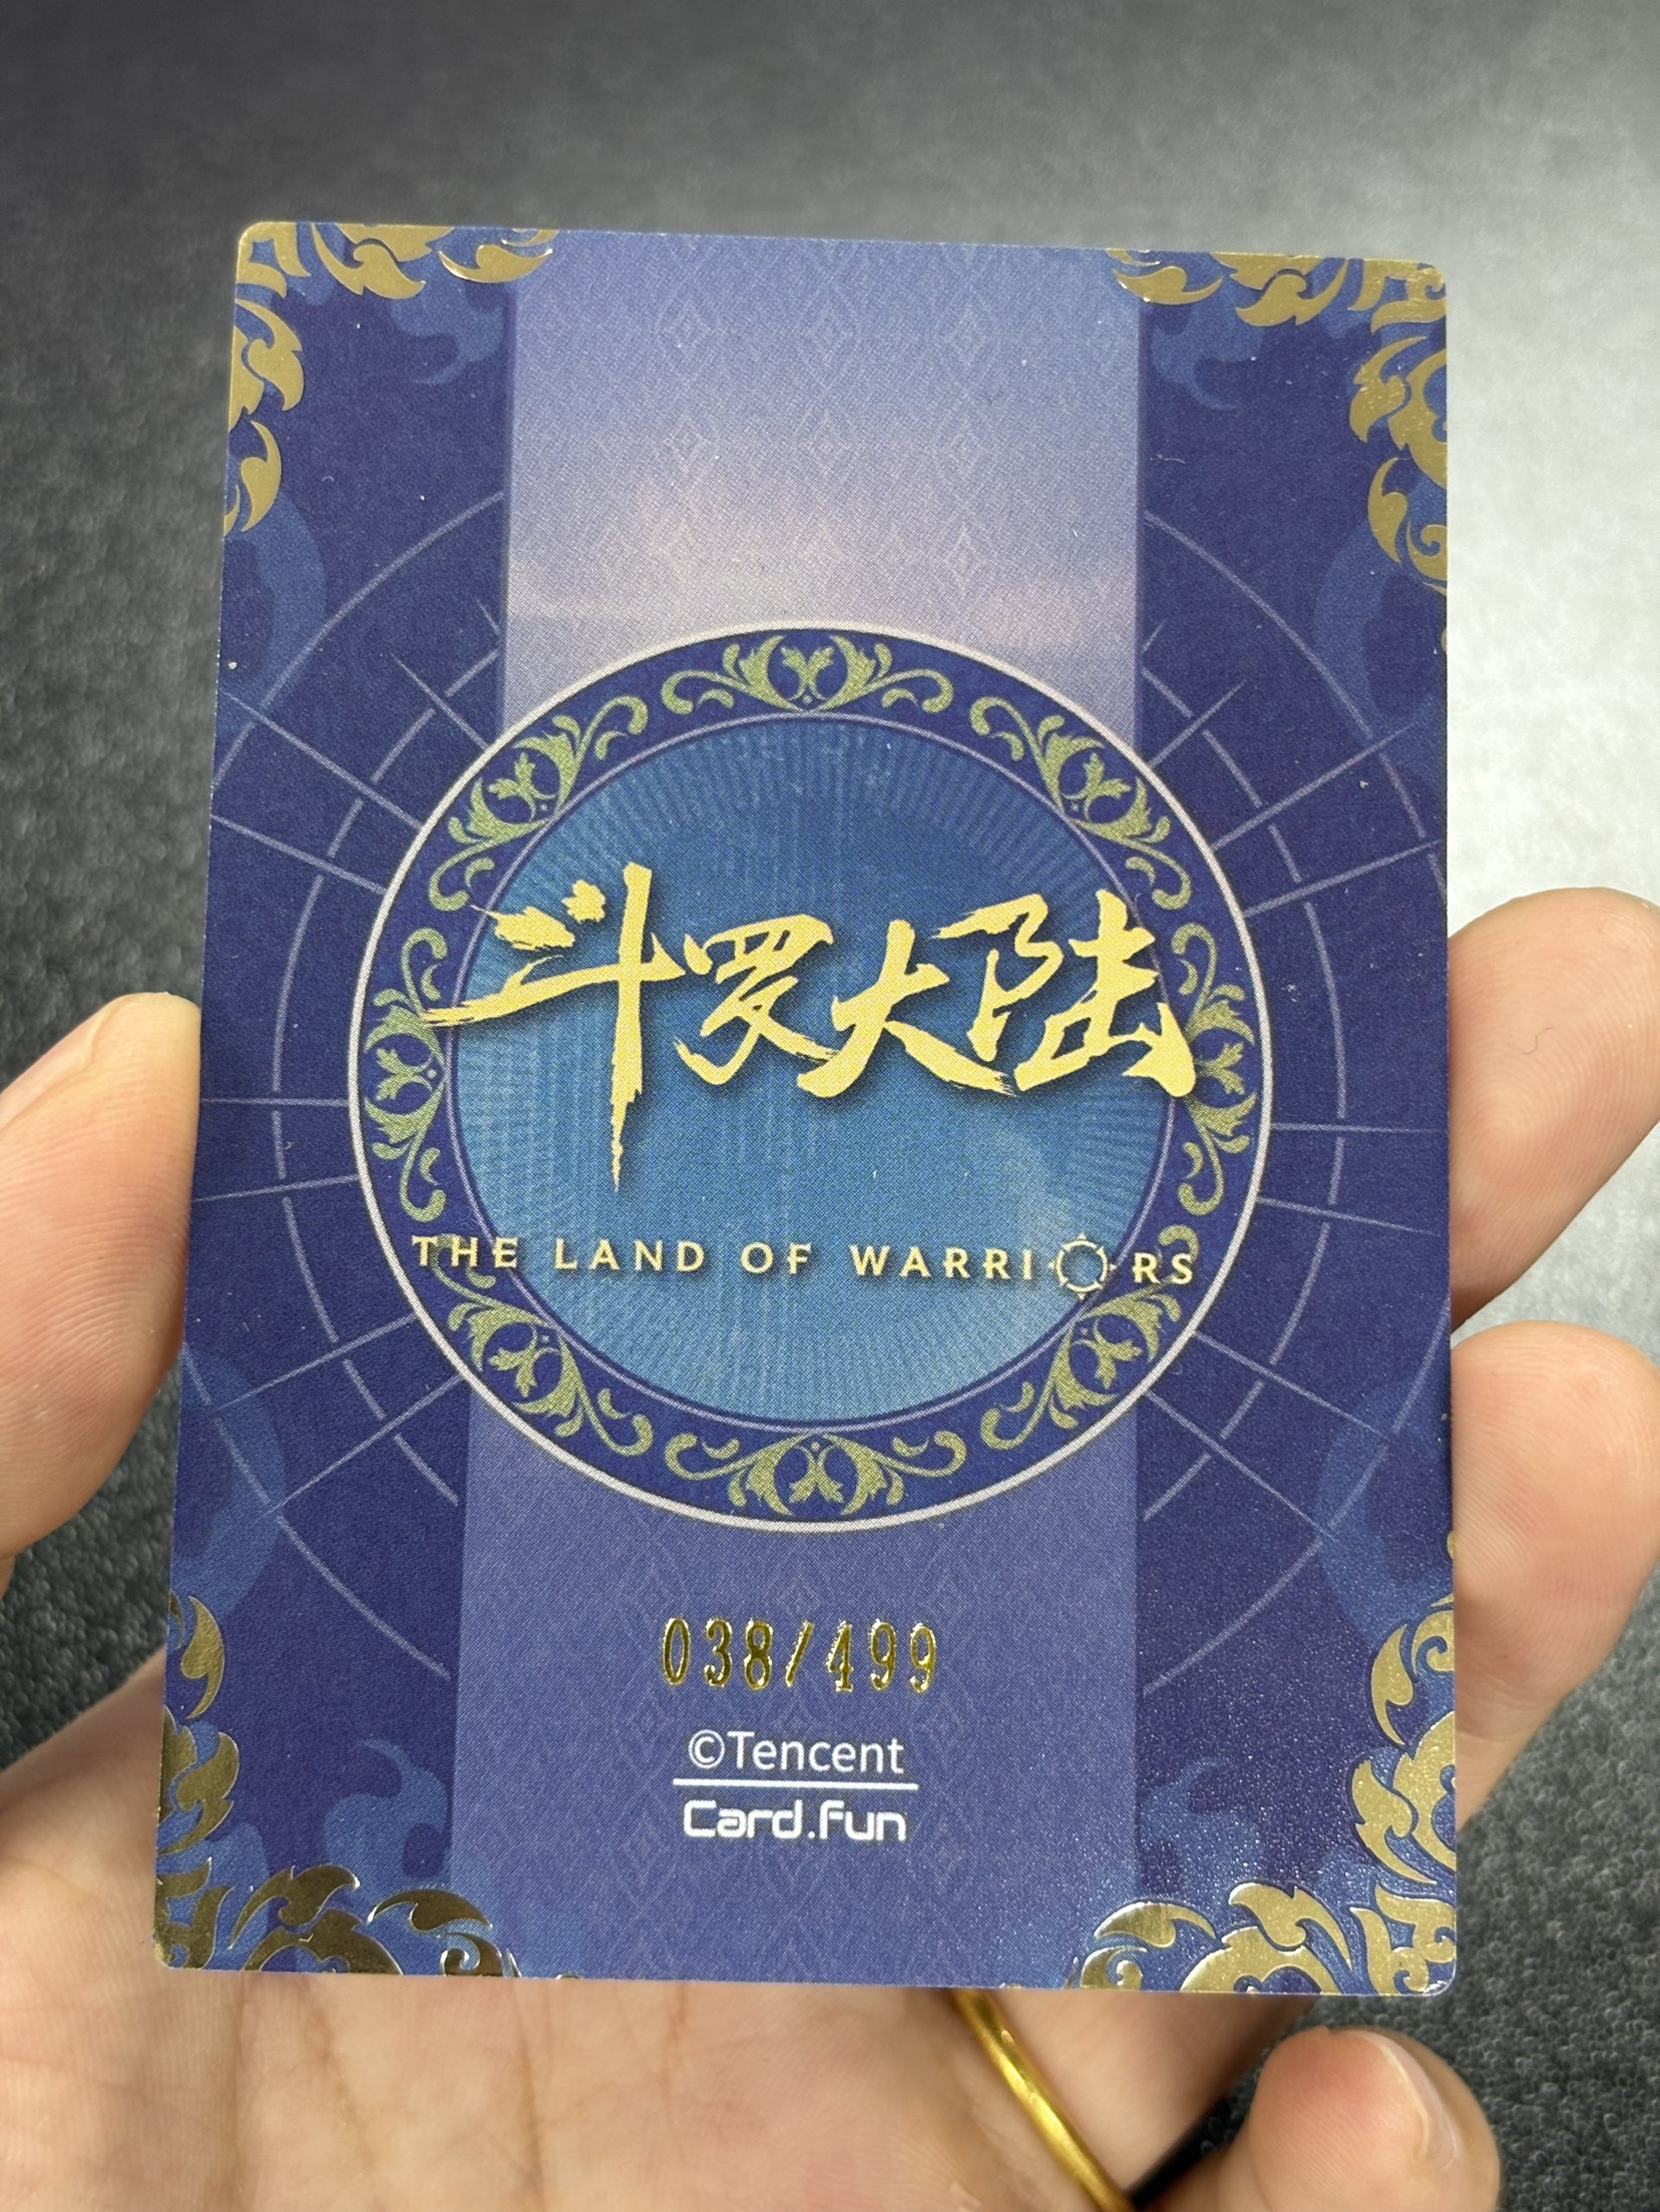 斗罗大陆
THE LAND OF WARRIORS
038/499
©Tencent
Card.Fun